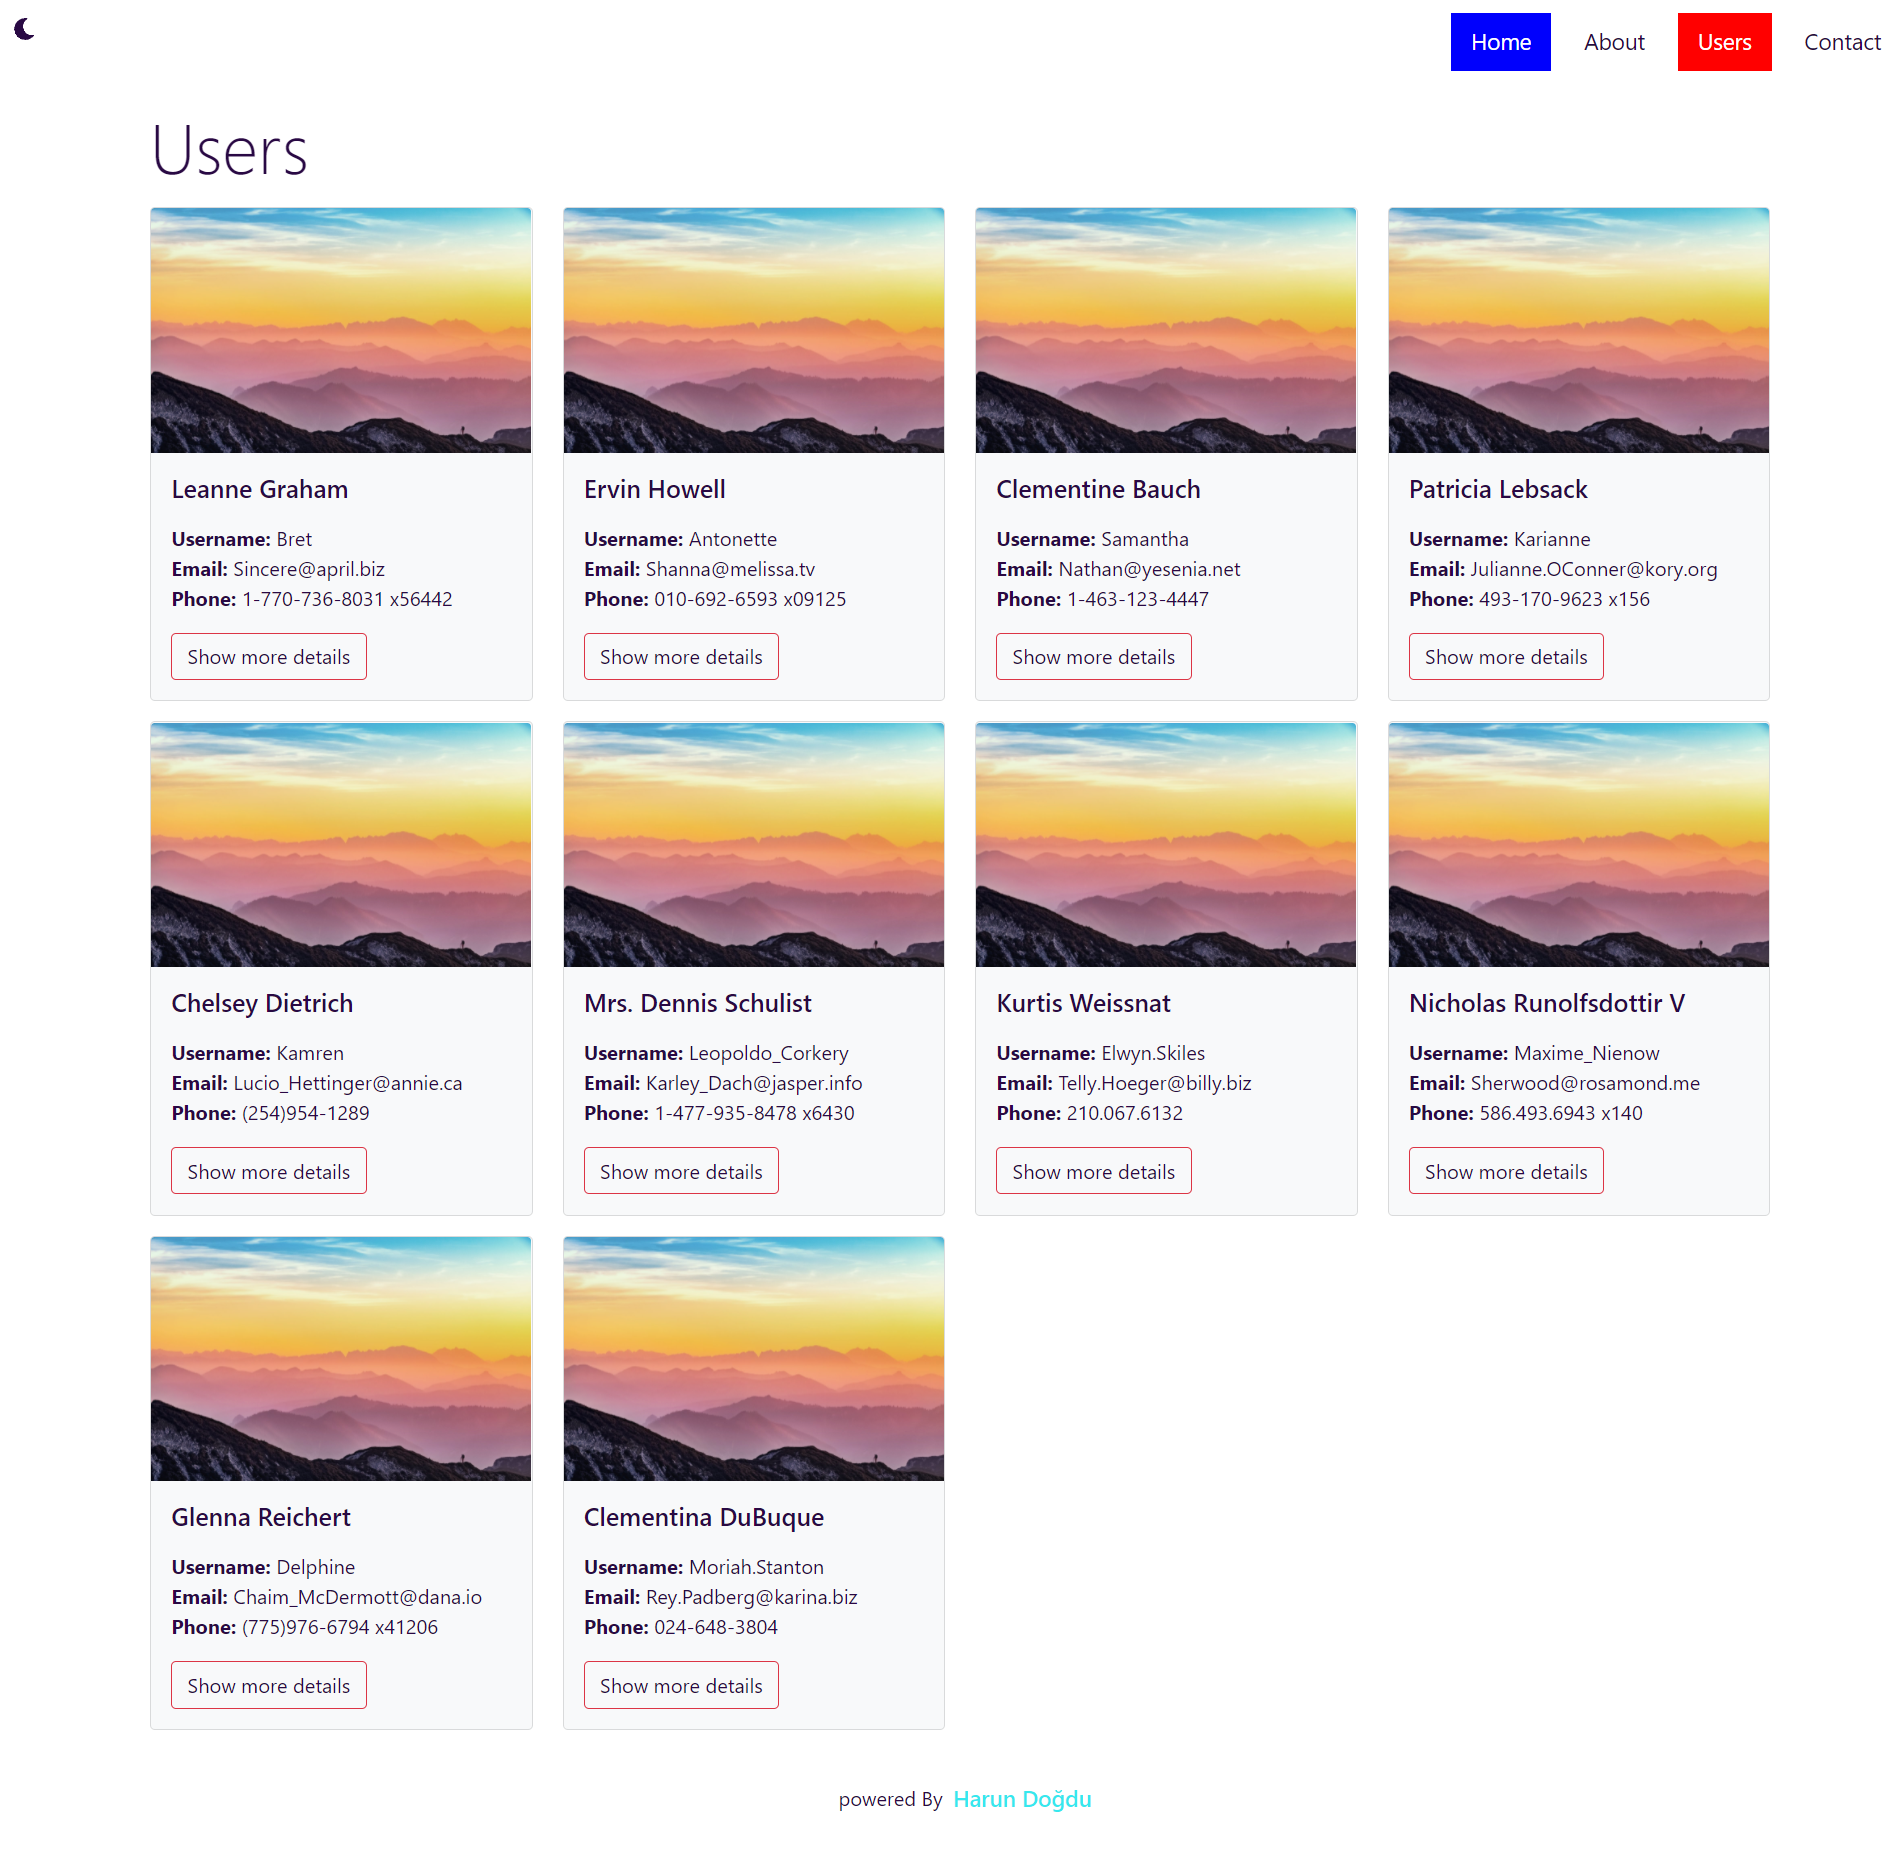 Home About Users Contact
Users
Leanne Graham
Username: Bret
Email: Sincere@april.biz
Phone: 1-770-736-8031 x56442
Show more details
Ervin Howell
Username: Antonette
Email: Shanna@melissa.tv
Phone: 010-692-6593 x09125
Show more details
Clementine Bauch
Username: Samantha
Email: Nathan@yesenia.net
Phone: 1-463-123-4447
Show more details
Patricia Lebsack
Username: Karianne
Email: Julianne.OConner@kory.org
Phone: 493-170-9623 x156
Show more details
Chelsey Dietrich
Username: Kamren
Email: Lucio_Hettinger@annie.ca
Phone: (254)954-1289
Show more details
Mrs. Dennis Schulist
Username: Leopoldo_Corkery
Email: Karley_Dach@jasper.info
Phone: 1-477-935-8478 x6430
Show more details
Kurtis Weissnat
Username: Elwyn.Skiles
Email: Telly.Hoeger@billy.biz
Phone: 210.067.6132
Show more details
Nicholas Runolfsdottir V
Username: Maxime_Nienow
Email: Sherwood@rosamond.me
Phone: 586.493.6943 x140
Show more details
Glenna Reichert
Username: Delphine
Email: Chaim_McDermott@dana.io
Phone: (775)976-6794 x41206
Show more details
Clementina DuBuque
Username: Moriah.Stanton
Email: Rey.Padberg@karina.biz
Phone: 024-648-3804
Show more details
powered By Harun Doğdu